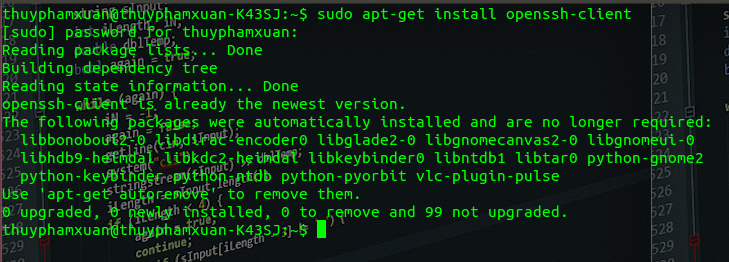 thuyphamxuan@thuyphamxuan-K43SJ:~$ sudo apt-get install openssh-client
[sudo] password for thuyphamxuan:
Reading package lists... Done
Building dependency tree
Reading state information... Done
openssh-client is already the newest version.
The following packages were automatically installed and are no longer required:
libbonoboui2-0 libdirac-encoder0 libglade2-0 libgnomecanvas2-0 libgnomeui-0
libhdb9-heimdal libkdc2-heimdal libkeybinder0 libntdb1 libtar0 python-gnome2
python-keybinder python-ntdb python-pyorbit vlc-plugin-pulse
Use 'apt-get autoremove' to remove them.
0 upgraded, 0 newly installed, 0 to remove and 99 not upgraded.
thuyphamxuan@thuyphamxuan-K43SJ:~$